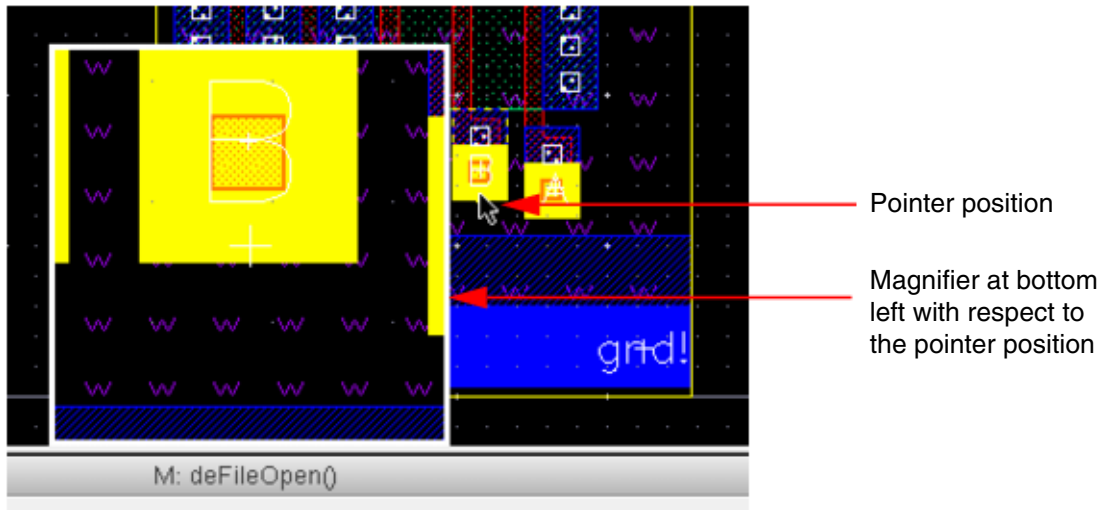 B
B
A
Pointer position
Magnifier at bottom
left with respect to
the pointer position
gnd!
M: deFileOpen()